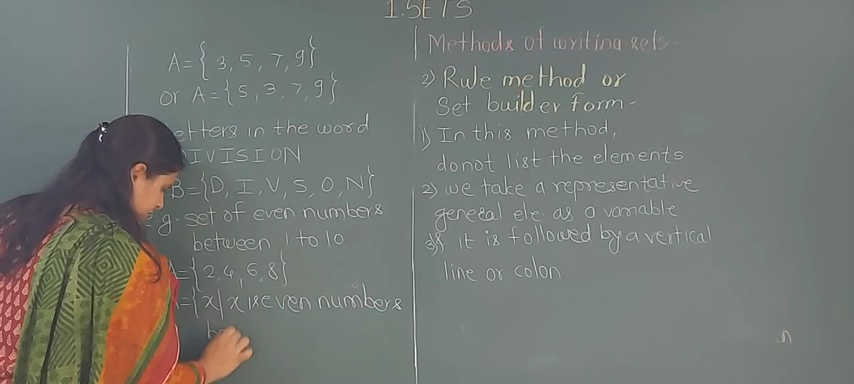 1. SETS
A = { 3, 5, 7, 9}
or A = {5, 3, 7, 9}
etters in the word
DIVISION
B = {D, I, V, S, O, N}
g. set of even numbers
between 1 to 10
A = {2, 4, 6, 8}
= {x | x is even numbers
be
Methods of writing sets-
2) Rule method or
Set builder Form-
1) In this method,
donot list the elements
2) we take a representative
general ele. as a variable
3) it is followed by a vertical
line or colon